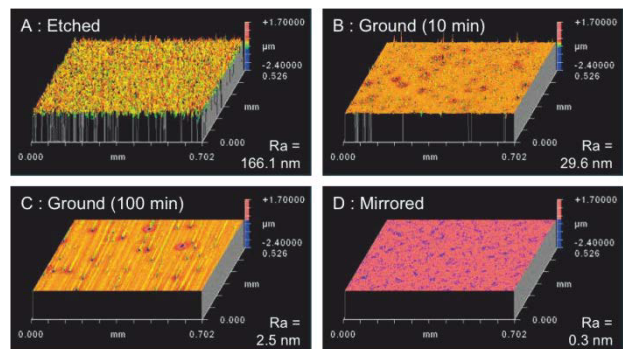 A : Etched
+1.70000
µm
-2.40000
0.526
mm
0.000
0.000
mm
0.702
Ra =
166.1 nm
B : Ground (10 min)
+1.70000
µm
-2.40000
0.526
mm
0.000
0.000
mm
0.702
Ra =
29.6 nm
C : Ground (100 min)
+1.70000
µm
-2.40000
0.526
mm
0.000
0.000
mm
0.702
Ra =
2.5 nm
D : Mirrored
+1.70000
µm
-2.40000
0.526
mm
0.000
0.000
mm
0.702
Ra =
0.3 nm